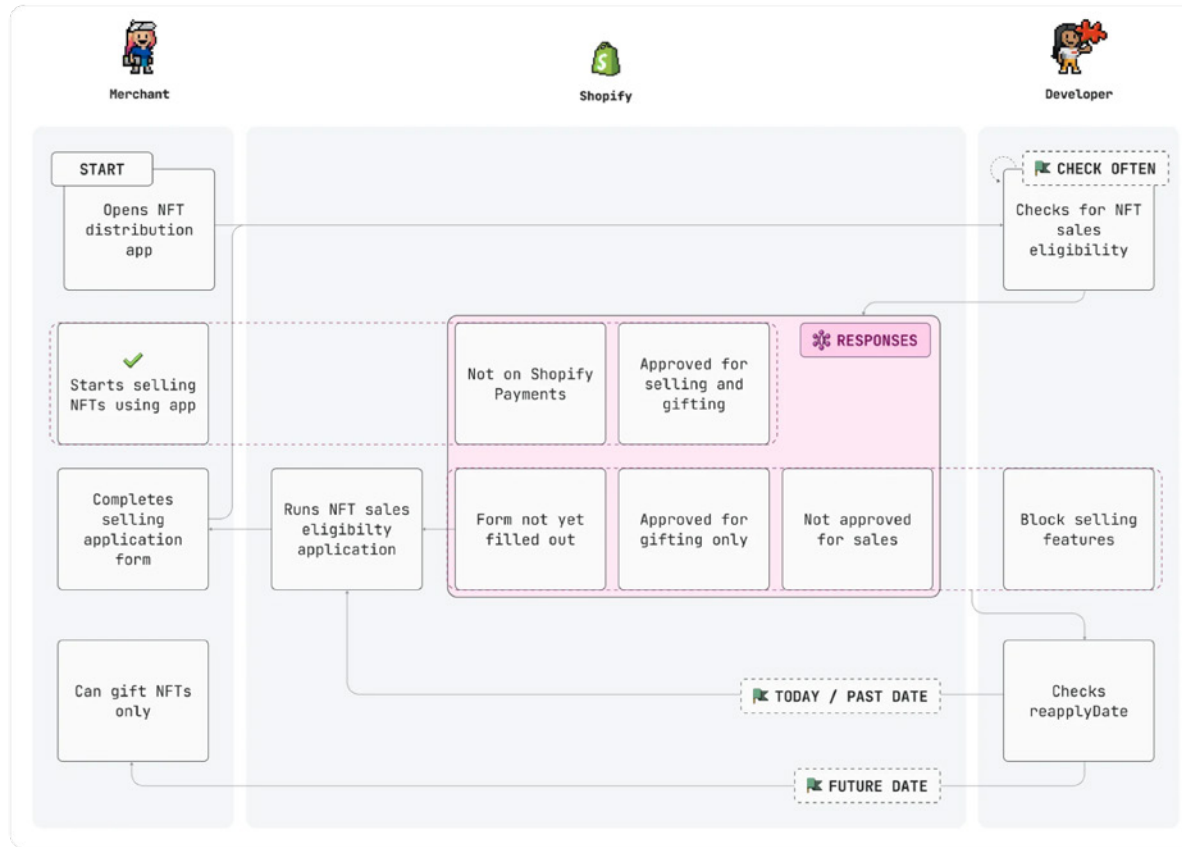 Merchant
Shopify
Developer
START
Opens NFT
distribution
app
CHECK OFTEN
Checks for NFT
sales
eligibility
RESPONSES
Starts selling
NFTs using app
Not on Shopify
Payments
Approved for
selling and
gifting
Completes
selling
application
form
Runs NFT sales
eligibilty
application
Form not yet
filled out
Approved for
gifting only
Not approved
for sales
Block selling
features
Can gift NFTs
only
TODAY / PAST DATE
Checks
reapplyDate
FUTURE DATE